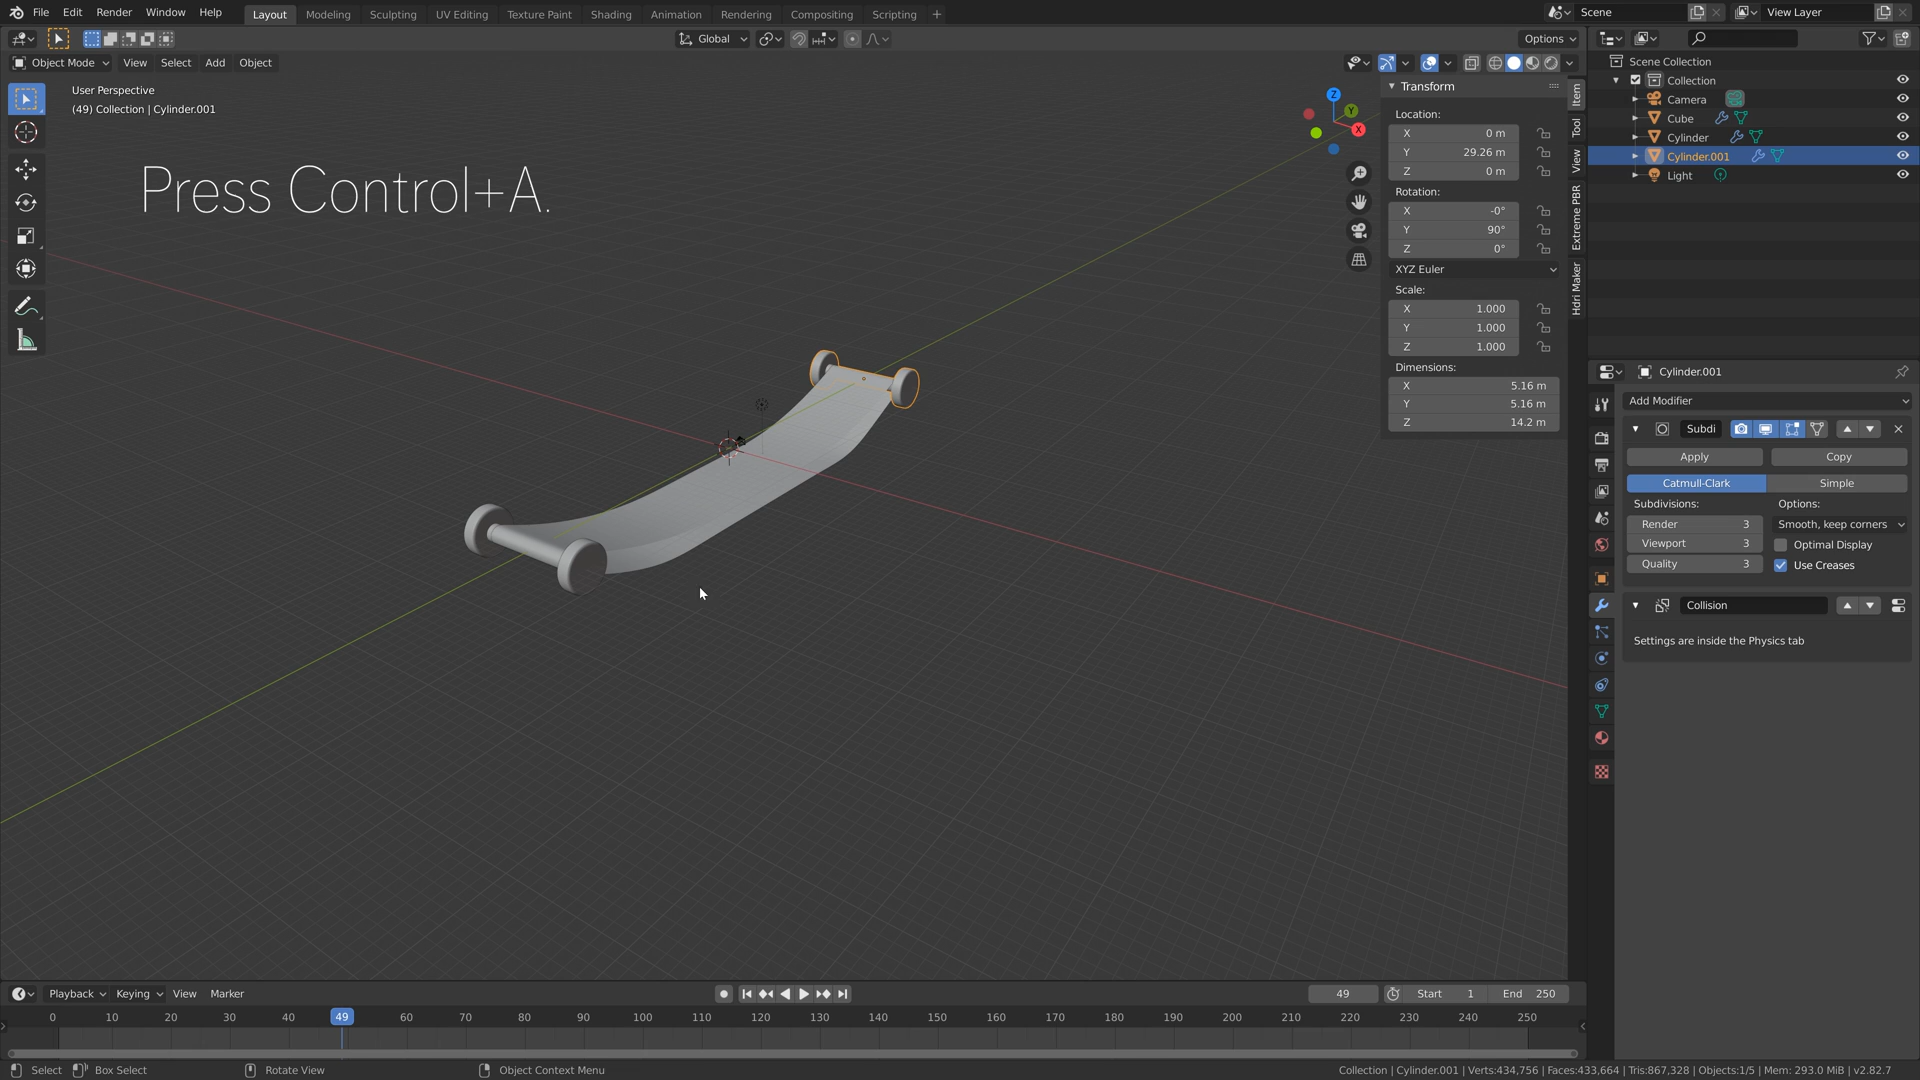 File Edit Render Window Help Layout Modeling Sculpting UV Editing Texture Paint Shading Animation Rendering Compositing Scripting + Scene View Layer
Global Options
Object Mode View Select Add Object
User Perspective
(49) Collection | Cylinder.001
Press Control+A.
Z
Y
X
Transform
Location:
X 0 m
Y 29.26 m
Z 0 m
Rotation:
X -0°
Y 90°
Z 0°
XYZ Euler
Scale:
X 1.000
Y 1.000
Z 1.000
Dimensions:
X 5.16 m
Y 5.16 m
Z 14.2 m
Item
Tool
View
Extreme PBR
Hdri Maker
Scene Collection
Collection
Camera
Cube
Cylinder
Cylinder.001
Light
Cylinder.001
Add Modifier
Subdi
Apply Copy
Catmull-Clark Simple
Subdivisions: Options:
Render 3 Smooth, keep corners
Viewport 3 Optimal Display
Quality 3 Use Creases
Collision
Settings are inside the Physics tab
Playback Keying View Marker 49 Start 1 End 250
0 10 20 30 40 49 60 70 80 90 100 110 120 130 140 150 160 170 180 190 200 210 220 230 240 250
Select Box Select Rotate View Object Context Menu Collection | Cylinder.001 | Verts:434,756 | Faces:433,664 | Tris:867,328 | Objects:1/5 | Mem: 293.0 MiB | v2.82.7